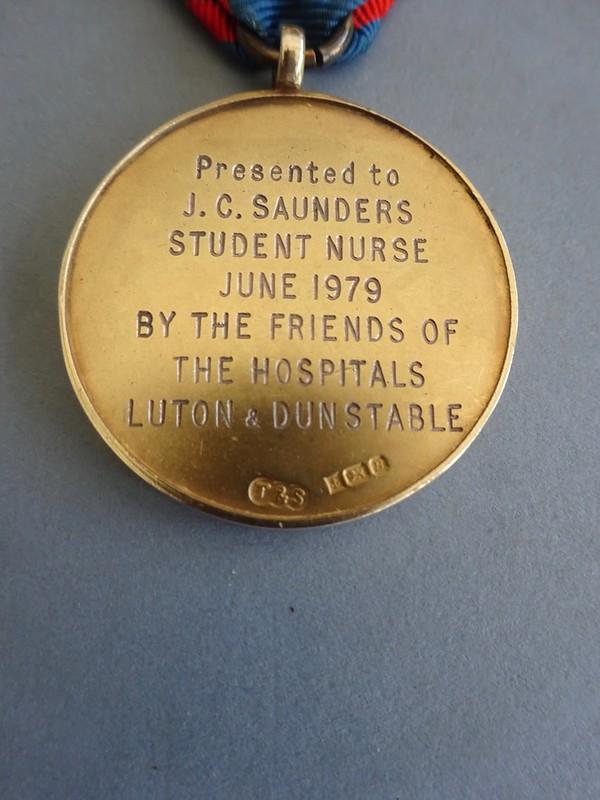 Presented to
J. C. SAUNDERS
STUDENT NURSE
JUNE 1979
BY THE FRIENDS OF
THE HOSPITALS
LUTON & DUNSTABLE